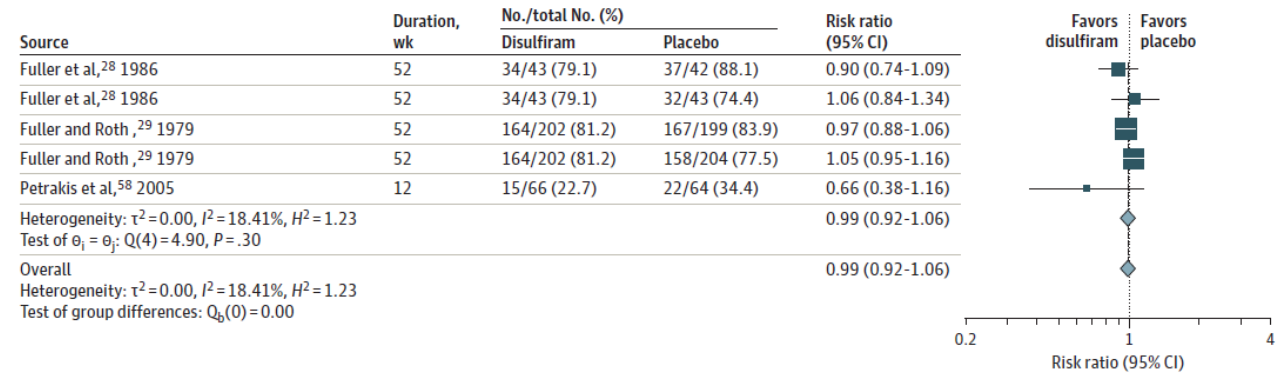 Source Duration, wk No./total No. (%) Disulfiram Placebo Risk ratio (95% CI) Favors disulfiram Favors placebo
Fuller et al,28 1986 52 34/43 (79.1) 37/42 (88.1) 0.90 (0.74-1.09)
Fuller et al,28 1986 52 34/43 (79.1) 32/43 (74.4) 1.06 (0.84-1.34)
Fuller and Roth ,29 1979 52 164/202 (81.2) 167/199 (83.9) 0.97 (0.88-1.06)
Fuller and Roth ,29 1979 52 164/202 (81.2) 158/204 (77.5) 1.05 (0.95-1.16)
Petrakis et al,58 2005 12 15/66 (22.7) 22/64 (34.4) 0.66 (0.38-1.16)
Heterogeneity: τ2 = 0.00, I2 = 18.41%, H2 = 1.23 0.99 (0.92-1.06)
Test of θi = θj: Q(4) = 4.90, P = .30
Overall 0.99 (0.92-1.06)
Heterogeneity: τ2 = 0.00, I2 = 18.41%, H2 = 1.23
Test of group differences: Qb(0) = 0.00
0.2 1 4
Risk ratio (95% CI)